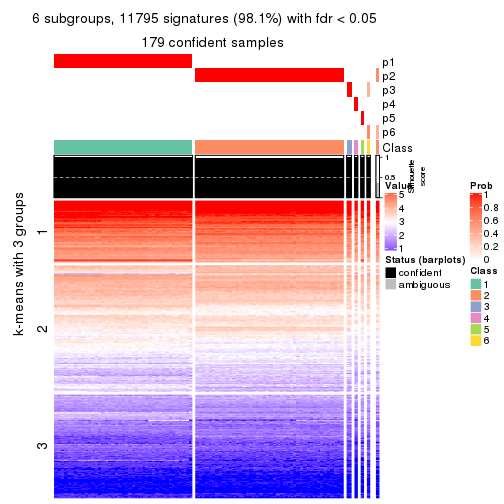 6 subgroups, 11795 signatures (98.1%) with fdr < 0.05
179 confident samples
p1
p2
p3
p4
p5
p6
Class
1
0.5
Silhouette
score
k-means with 3 groups
1
2
3
Value
5
4
3
2
1
Status (barplots)
confident
ambiguous
Prob
1
0.8
0.6
0.4
0.2
0
Class
1
2
3
4
5
6